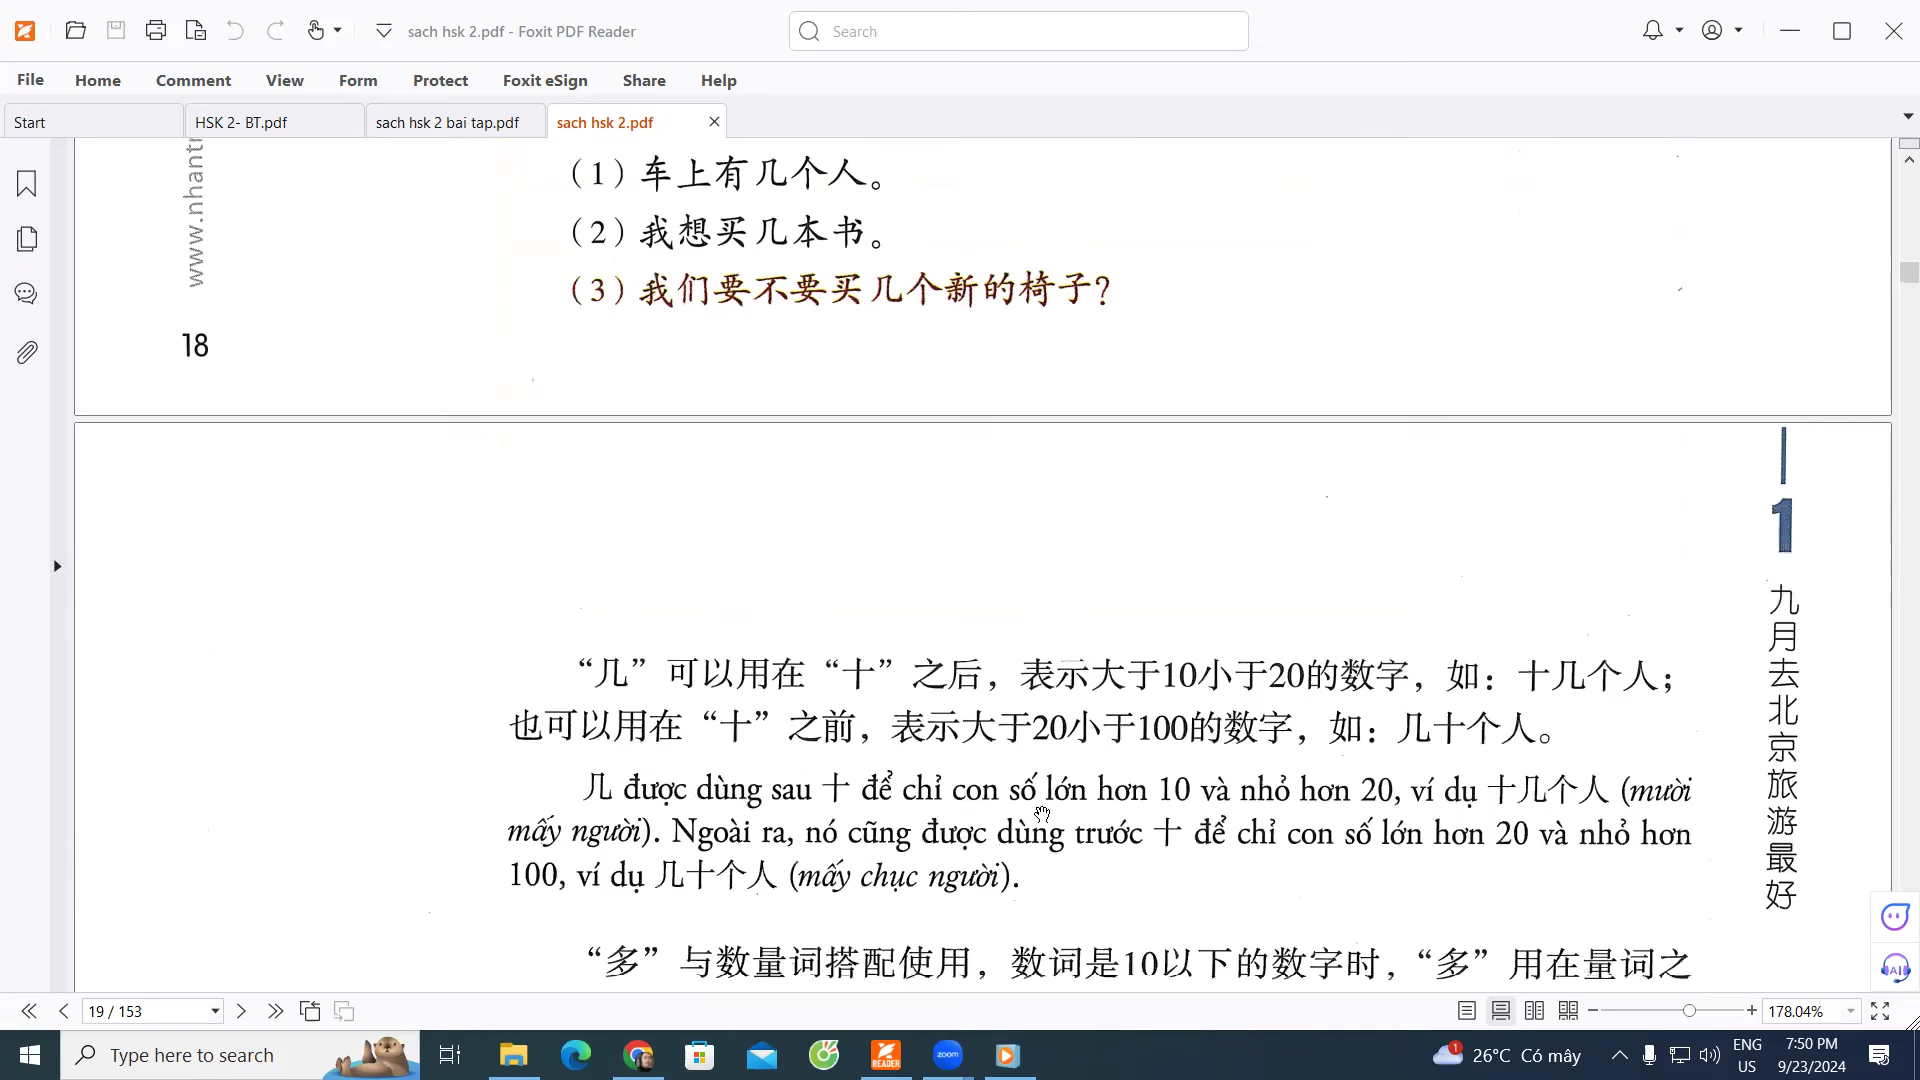 sach hsk 2.pdf - Foxit PDF Reader
Search
File Home Comment View Form Protect Foxit eSign Share Help
Start
HSK 2- BT.pdf
sach hsk 2 bai tap.pdf
sach hsk 2.pdf
www.nhant
（1）车上有几个人。
（2）我想买几本书。
（3）我们要不要买几个新的椅子？
18
1
九月去北京旅游最好
“几”可以用在“十”之后，表示大于10小于20的数字，如：十几个人；
也可以用在“十”之前，表示大于20小于100的数字，如：几十个人。
几 được dùng sau 十 để chỉ con số lớn hơn 10 và nhỏ hơn 20, ví dụ 十几个人 (mười
mấy người). Ngoài ra, nó cũng được dùng trước 十 để chỉ con số lớn hơn 20 và nhỏ hơn
100, ví dụ 几十个人 (mấy chục người).
“多”与数量词搭配使用，数词是10以下的数字时，“多”用在量词之
AI
19 / 153
178.04%
Type here to search
READER
zoom
1
26°C Có mây
ENG
US
7:50 PM
9/23/2024